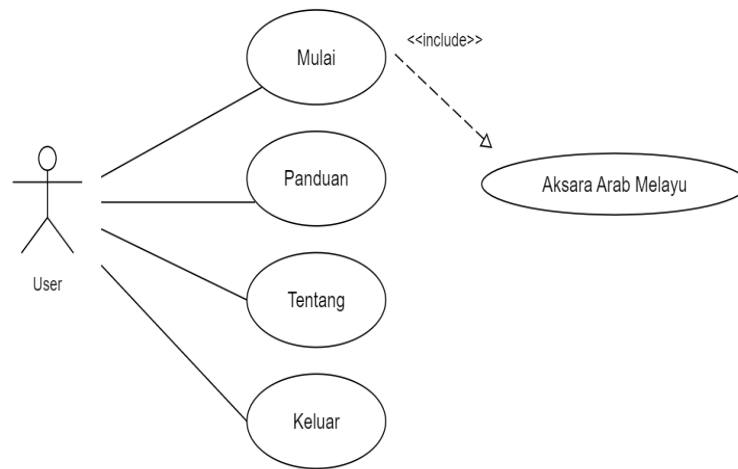 Mulai
<<include>>
Panduan
Aksara Arab Melayu
User
Tentang
Keluar